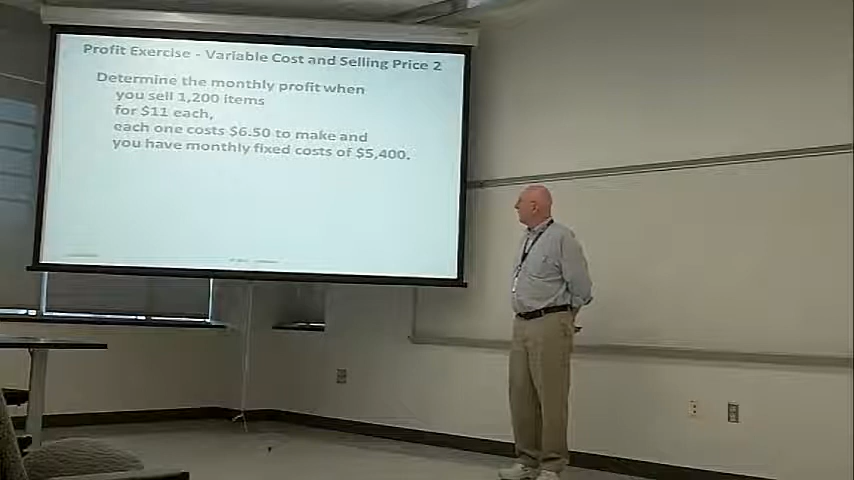 Profit Exercise - Variable Cost and Selling Price 2
Determine the monthly profit when
you sell 1,200 items
for $11 each,
each one costs $6.50 to make and
you have monthly fixed costs of $5,400.